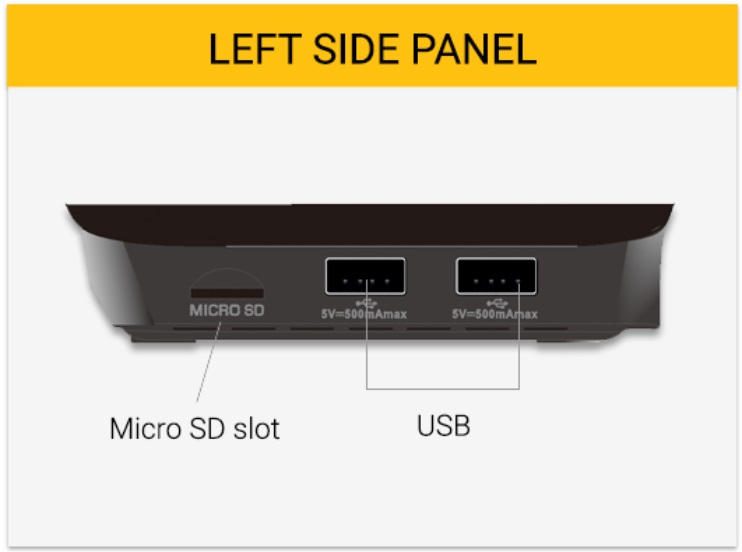 LEFT SIDE PANEL
MICRO SD
5V=500mAmax
5V=500mAmax
Micro SD slot
USB